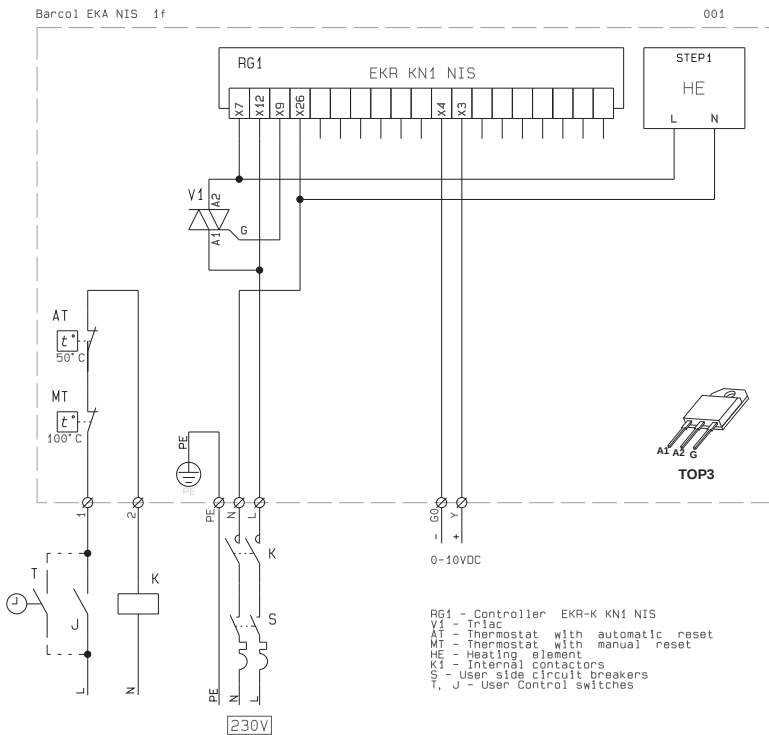 Barcol EKA NIS 1f
001
RG1
EKR KN1 NIS
X7 X12 X9 X26 X4 X3
STEP1
HE
L N
V1
A2
A1
G
AT
t°
50°C
MT
t°
100°C
PE
PE
A1 A2 G
TOP3
1 2 PE N L G0 Y
- +
0-10VDC
K
T
K
J
S
L N PE N L
230V
RG1 - Controller EKR-K KN1 NIS
V1 - Triac
AT - Thermostat with automatic reset
MT - Thermostat with manual reset
HE - Heating element
K1 - Internal contactors
S - User side circuit breakers
T, J - User Control switches